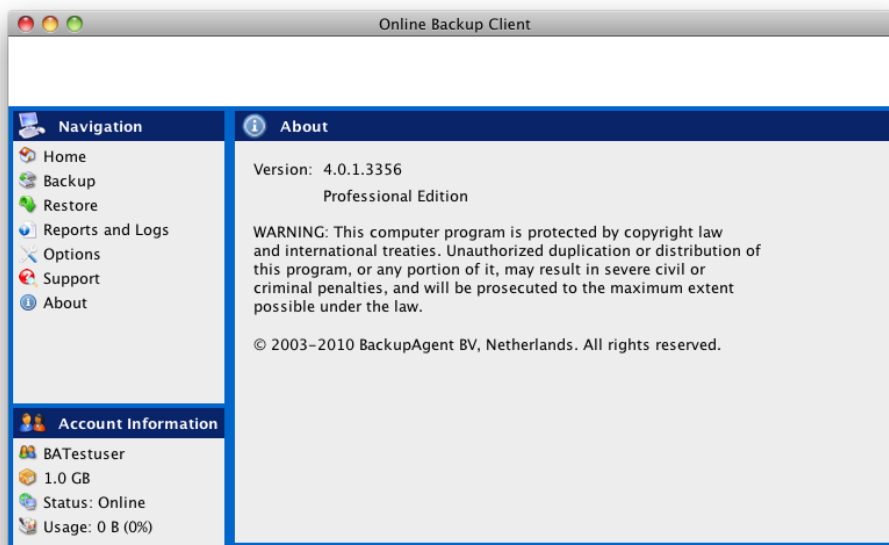 Online Backup Client
Navigation
Home
Backup
Restore
Reports and Logs
Options
Support
About
Account Information
BATestuser
1.0 GB
Status: Online
Usage: 0 B (0%)
About
Version: 4.0.1.3356
Professional Edition
WARNING: This computer program is protected by copyright law
and international treaties. Unauthorized duplication or distribution of
this program, or any portion of it, may result in severe civil or
criminal penalties, and will be prosecuted to the maximum extent
possible under the law.
© 2003-2010 BackupAgent BV, Netherlands. All rights reserved.